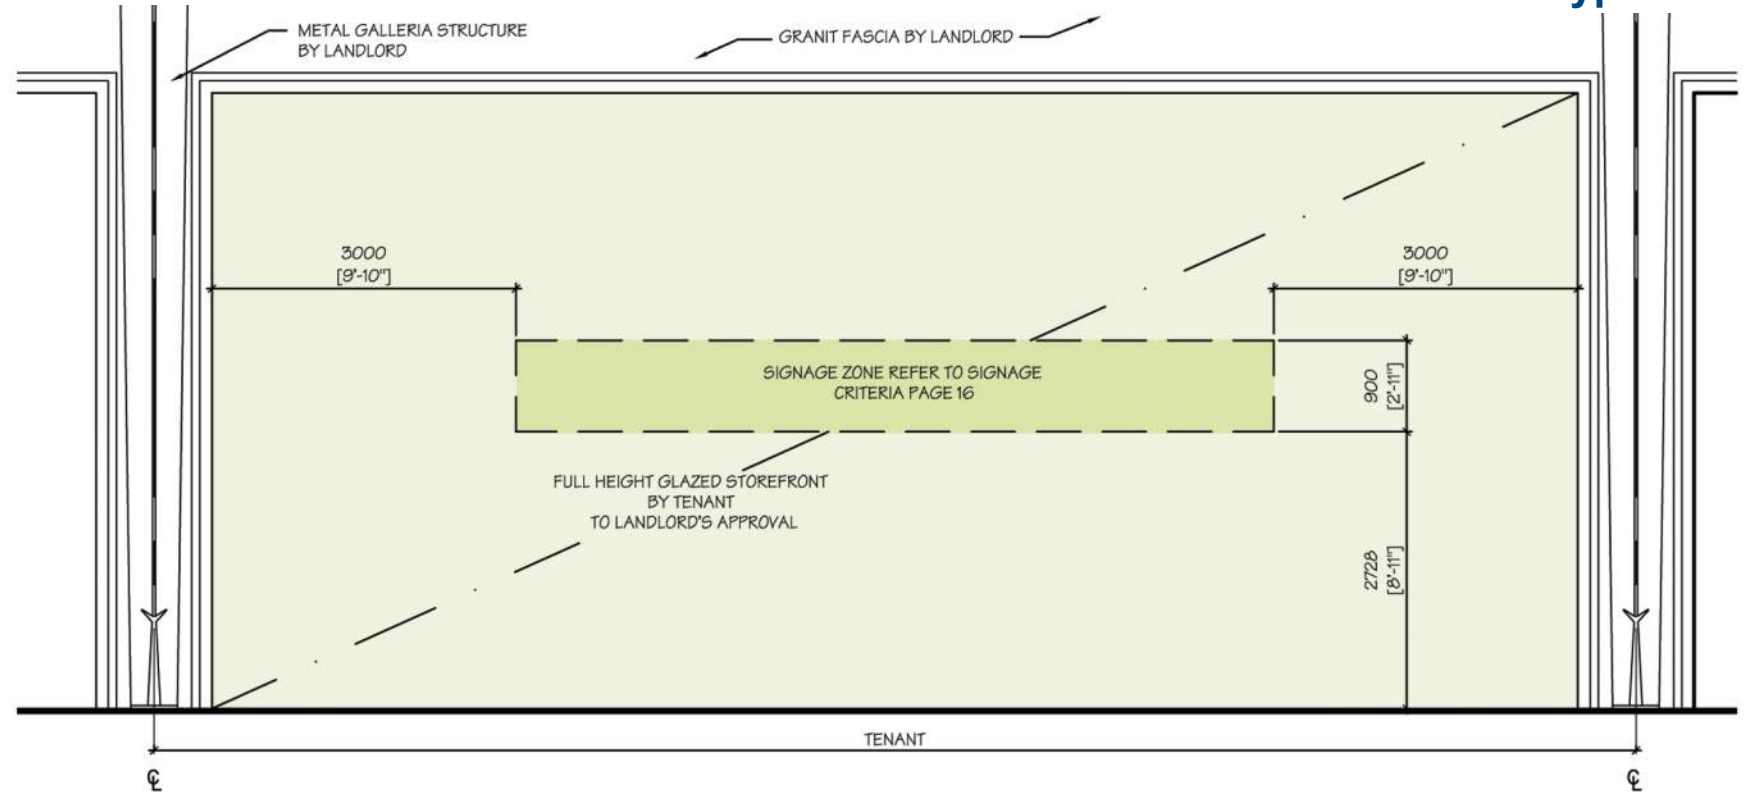 METAL GALLERIA STRUCTURE
BY LANDLORD
GRANIT FASCIA BY LANDLORD
3000
[9'-10"]
3000
[9'-10"]
SIGNAGE ZONE REFER TO SIGNAGE
CRITERIA PAGE 16
900
[2'-11"]
FULL HEIGHT GLAZED STOREFRONT
BY TENANT
TO LANDLORD'S APPROVAL
2728
[8'-11"]
TENANT
℄
℄